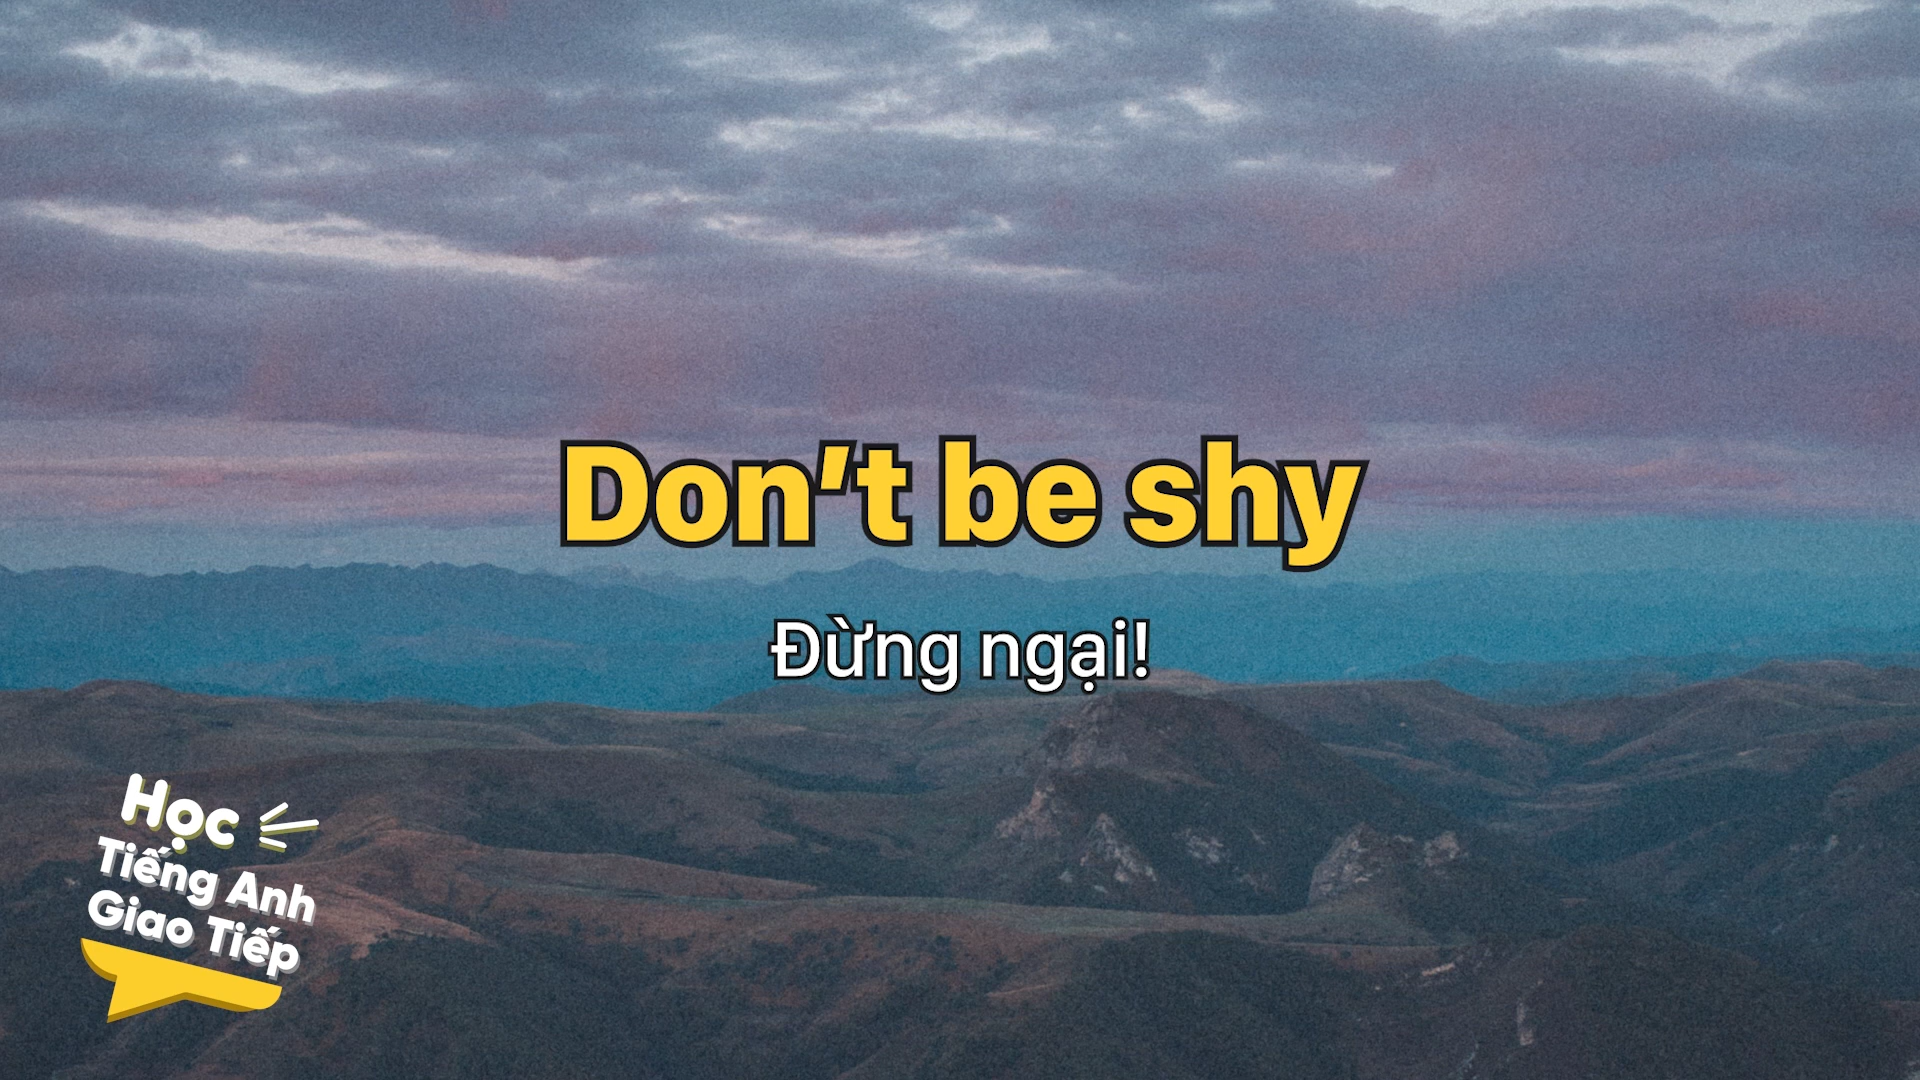 Don’t be shy
Đừng ngại!
Học
Tiếng Anh
Giao Tiếp